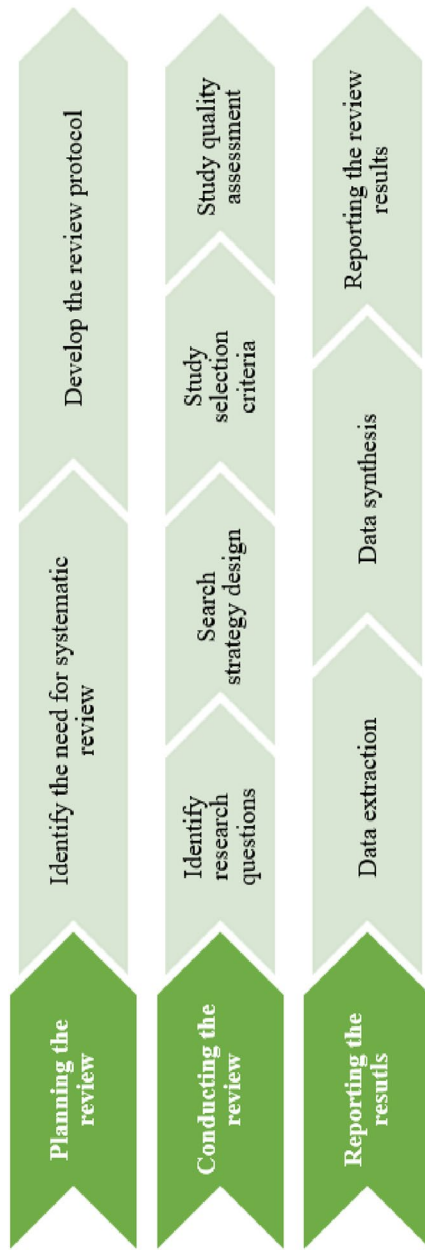 Planning the
review
Identify the need for systematic
review
Develop the review protocol
Conducting the
review
Identify
research
questions
Search
strategy design
Study
selection
criteria
Study quality
assessment
Reporting the
resutls
Data extraction
Data synthesis
Reporting the review
results